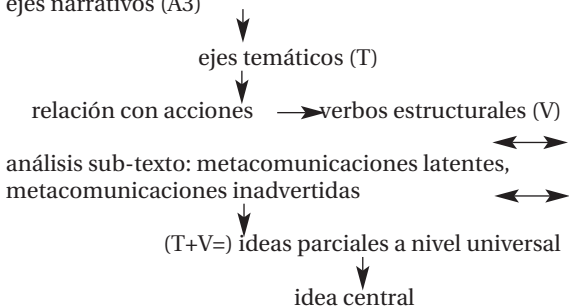 ejes narrativos (A3)
ejes temáticos (T)
relación con acciones verbos estructurales (V)
análisis sub-texto: metacomunicaciones latentes,
metacomunicaciones inadvertidas
(T+V=) ideas parciales a nivel universal
idea central